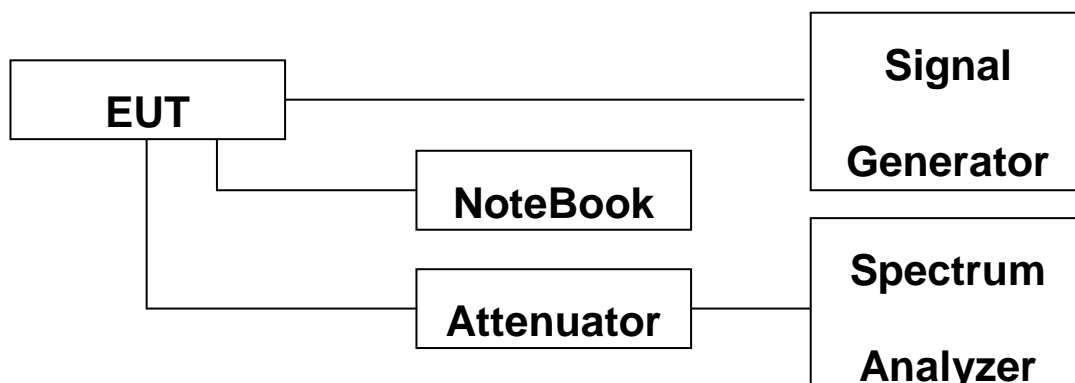 Signal
EUT
Generator
NoteBook
Spectrum
Attenuator
Analyzer